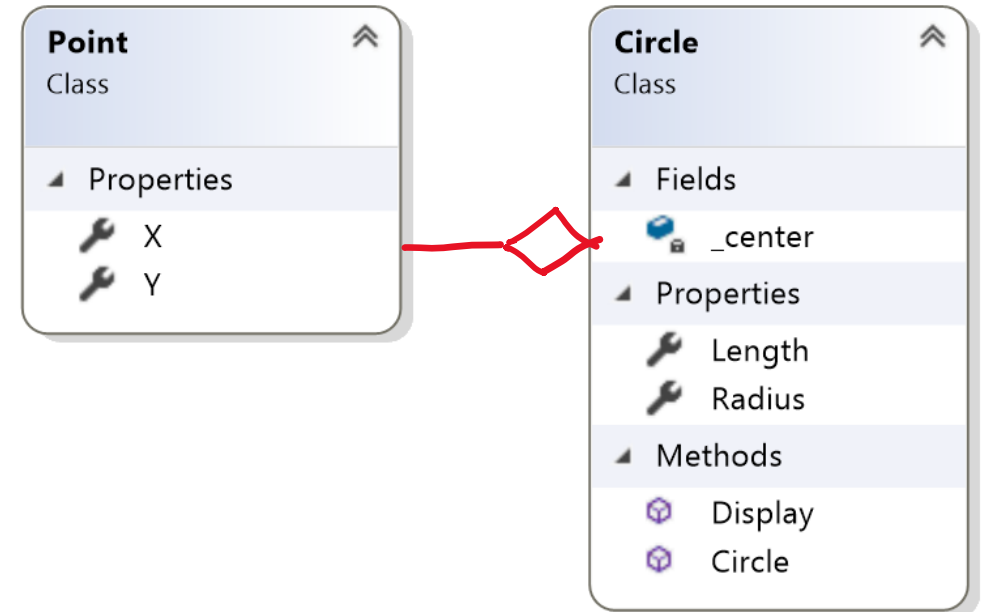 Point
Class
Properties
X
Y
Circle
Class
Fields
_center
Properties
Length
Radius
Methods
Display
Circle